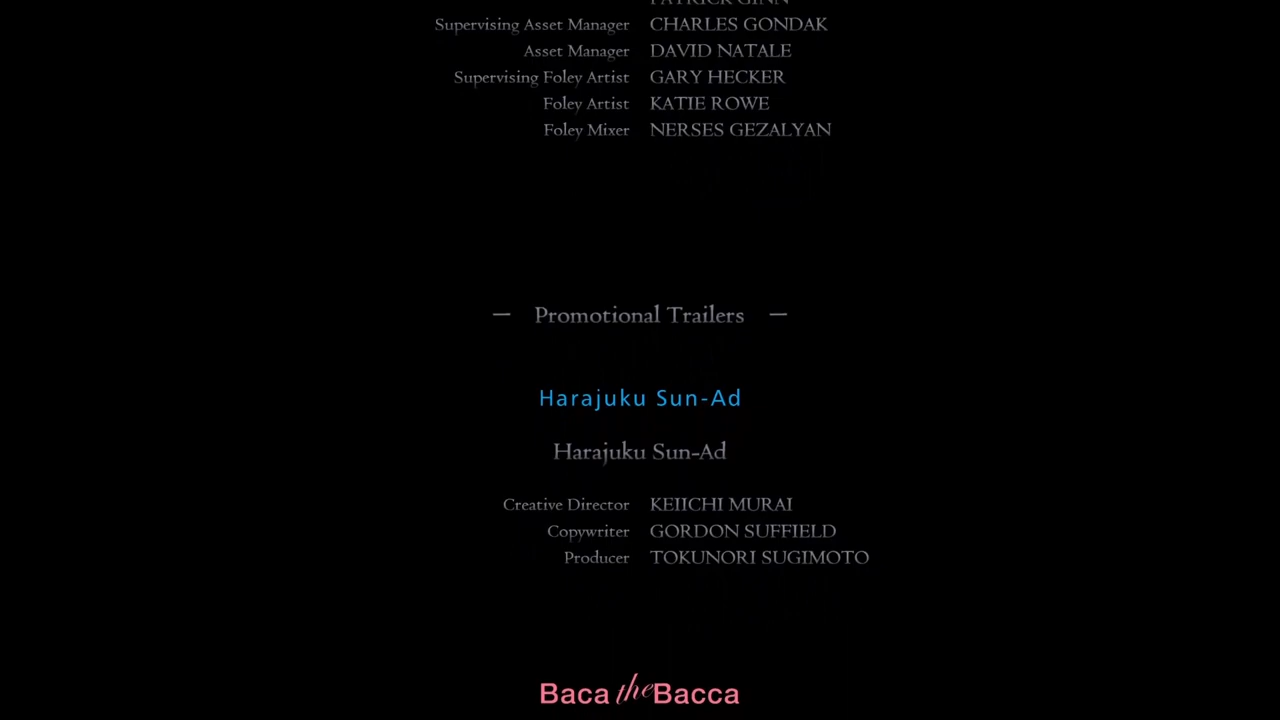 PATRICK GINN
Supervising Asset Manager CHARLES GONDAK
Asset Manager DAVID NATALE
Supervising Foley Artist GARY HECKER
Foley Artist KATIE ROWE
Foley Mixer NERSES GEZALYAN
— Promotional Trailers —
Harajuku Sun-Ad
Harajuku Sun-Ad
Creative Director KEIICHI MURAI
Copywriter GORDON SUFFIELD
Producer TOKUNORI SUGIMOTO
Baca the Bacca